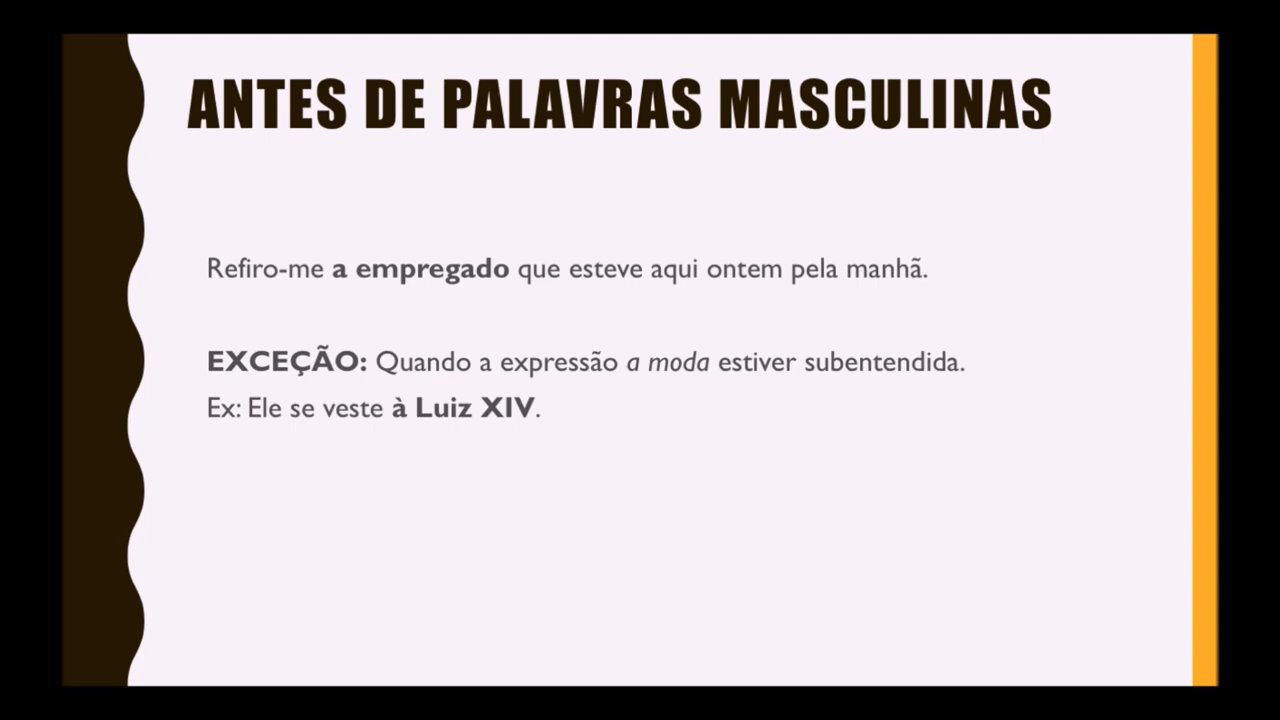 ANTES DE PALAVRAS MASCULINAS
Refiro-me a empregado que esteve aqui ontem pela manhã.
EXCEÇÃO: Quando a expressão a moda estiver subentendida.
Ex: Ele se veste à Luiz XIV.